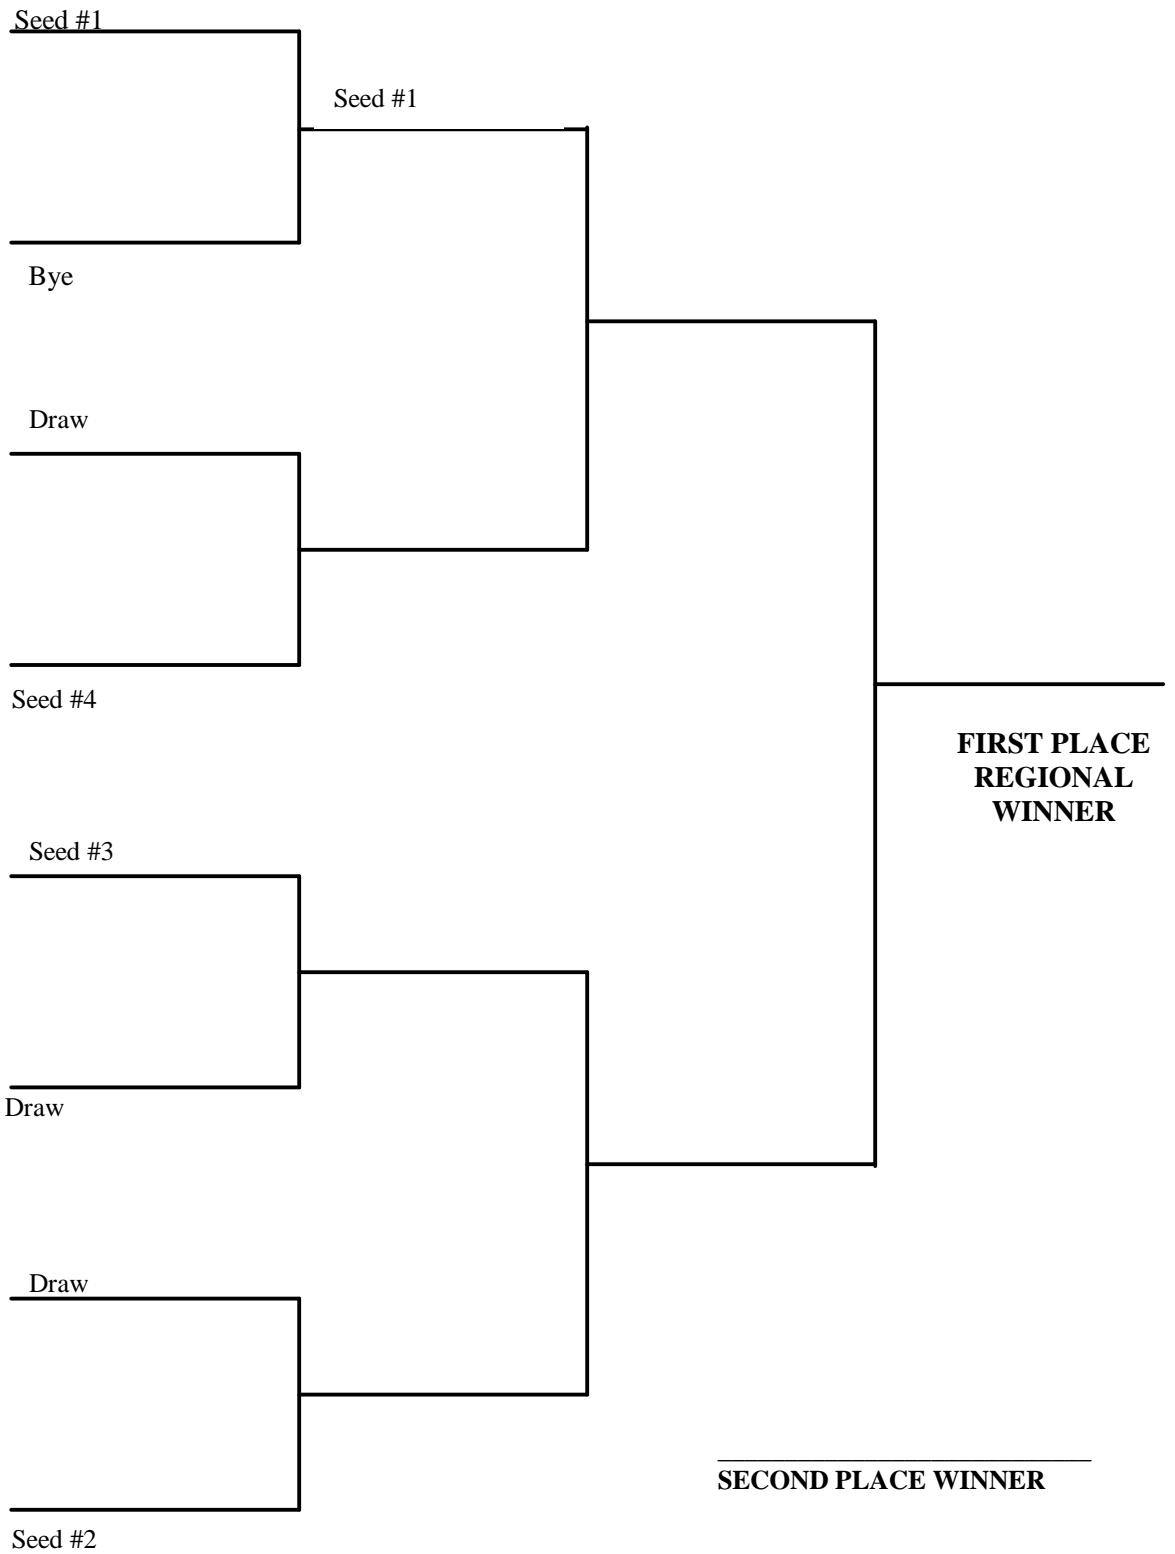 Seed #1
Seed #1
Bye
Draw
Seed #4
FIRST PLACE
REGIONAL
WINNER
Seed #3
Draw
Draw
SECOND PLACE WINNER
Seed #2